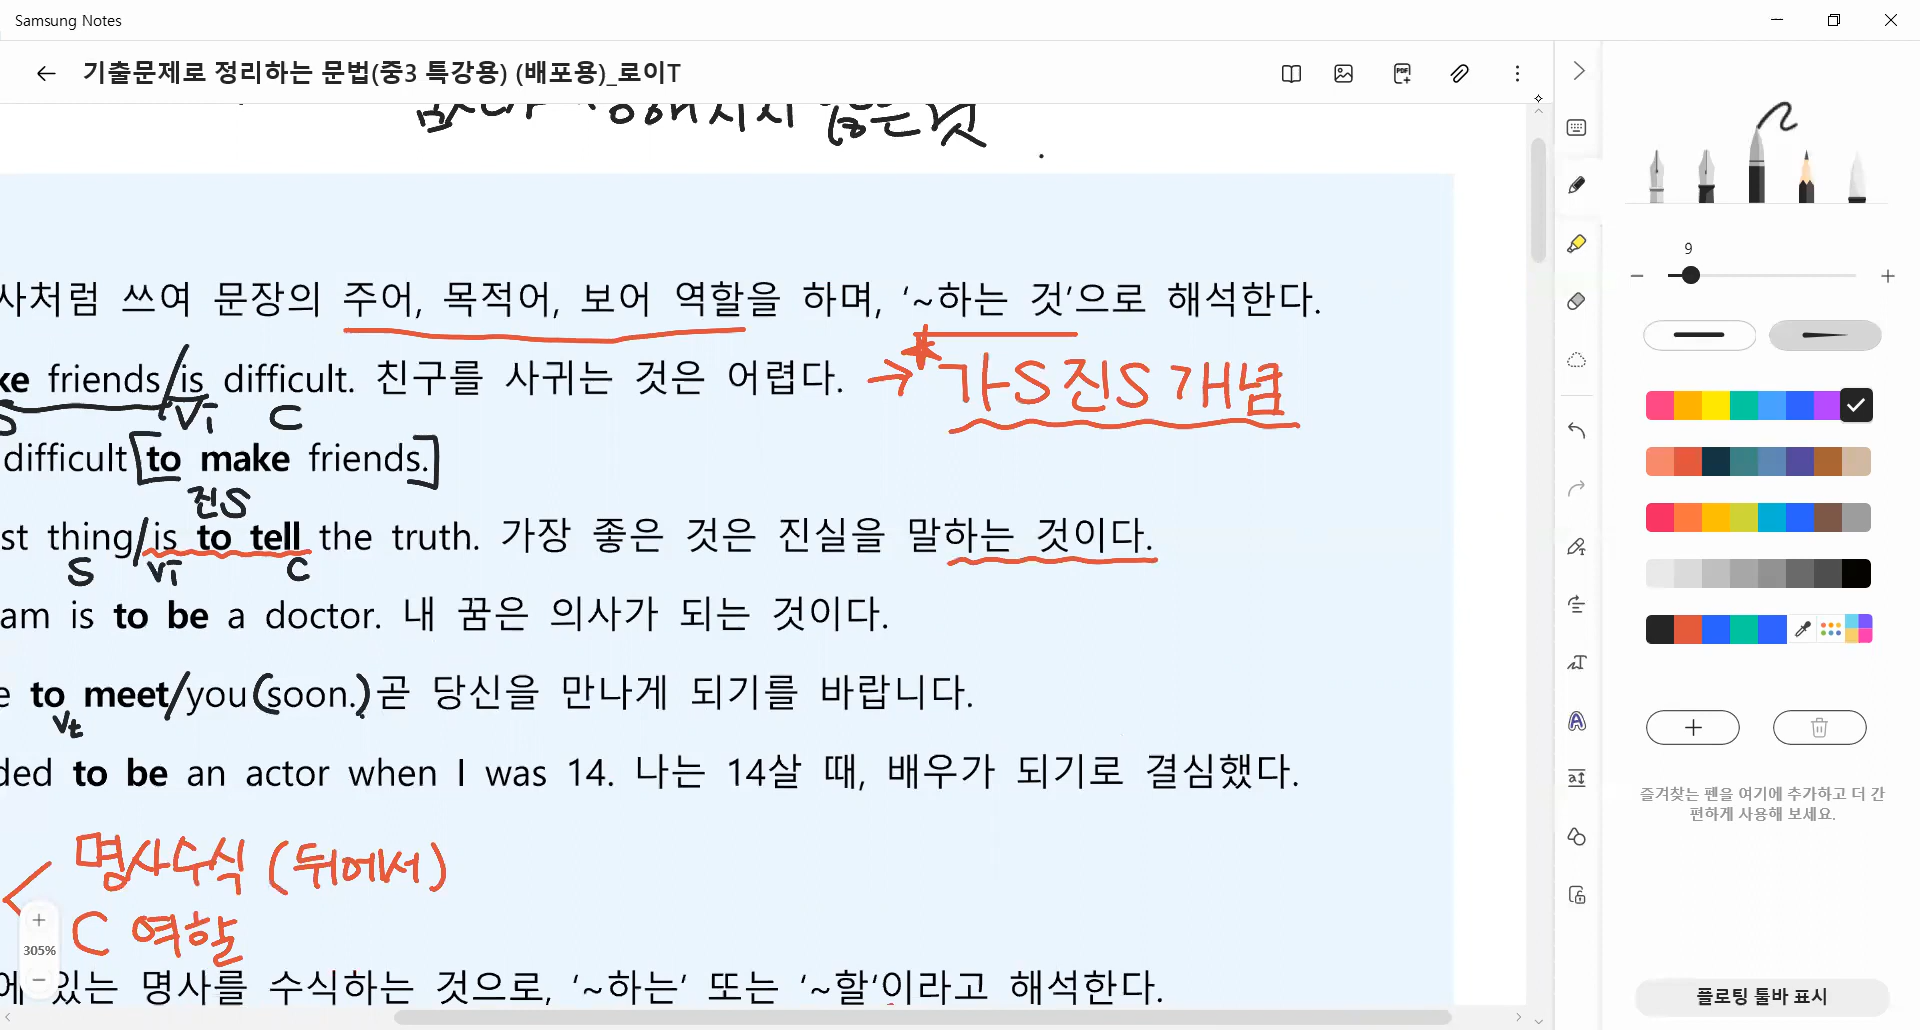 Samsung Notes
기출문제로 정리하는 문법(중3 특강용) (배포용)_로이T
않은 것
사처럼 쓰여 문장의 주어, 목적어, 보어 역할을 하며, ‘~하는 것’으로 해석한다.
ke friends/is difficult. 친구를 사귀는 것은 어렵다. → * 가S진S 개념
S Vi C
difficult [to make friends.]
진S
st thing/is to tell the truth. 가장 좋은 것은 진실을 말하는 것이다.
S Vi C
am is to be a doctor. 내 꿈은 의사가 되는 것이다.
e to meet/you (soon.) 곧 당신을 만나게 되기를 바랍니다.
Vt
ded to be an actor when I was 14. 나는 14살 때, 배우가 되기로 결심했다.
명사수식 (뒤에서)
C 역할
에 있는 명사를 수식하는 것으로, ‘~하는’ 또는 ‘~할‘이라고 해석한다.
305%
9
즐겨찾는 펜을 여기에 추가하고 더 간
편하게 사용해 보세요.
플로팅 툴바 표시